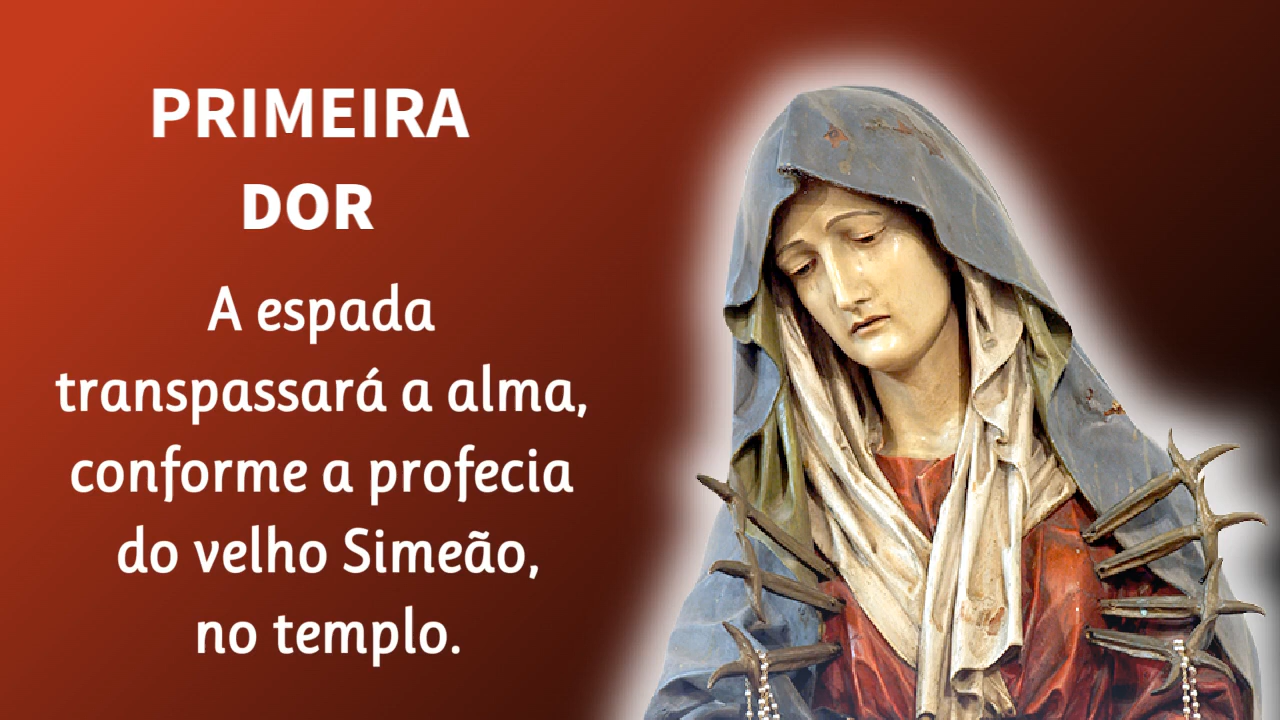 PRIMEIRA
DOR
A espada
transpassará a alma,
conforme a profecia
do velho Simeão,
no templo.